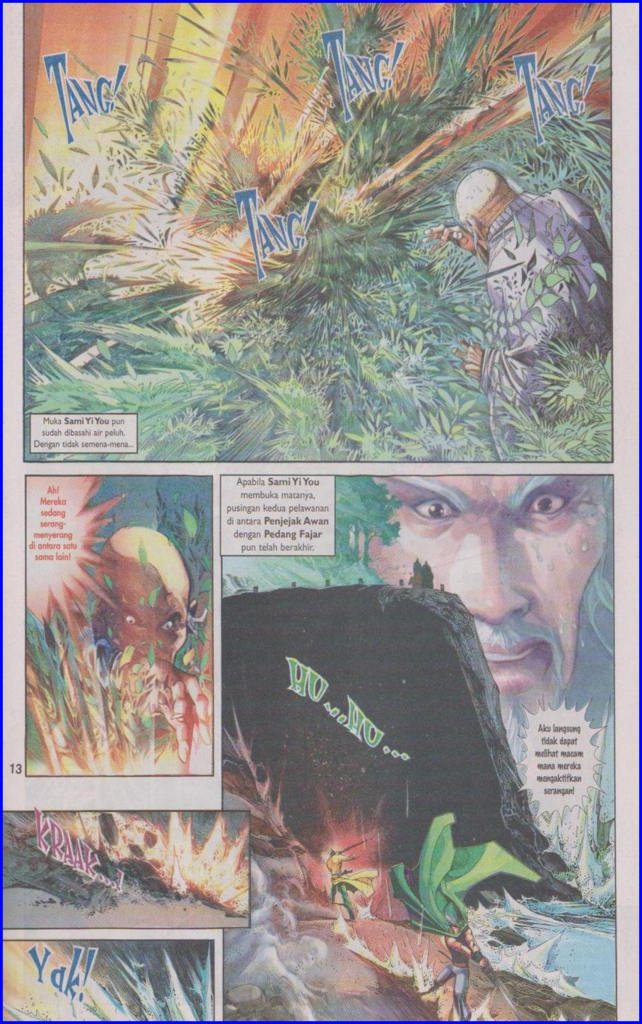 TANG!
TANG!
TANG!
TANG!
Muka Sami Yi You pun
sudah dibasahi air peluh.
Dengan tidak semena-mena...
Ah!
Mereka
sedang
serang-
menyerang
di antara satu
sama lain!
Apabila Sami Yi You
membuka matanya,
pusingan kedua pelawanan
di antara Penjejak Awan
dengan Pedang Fajar
pun telah berakhir.
HU...HU...
Aku langsung
tidak dapat
melihat macam
mana mereka
mengaktifkan
serangan!
13
KRAAK...!
Yak!